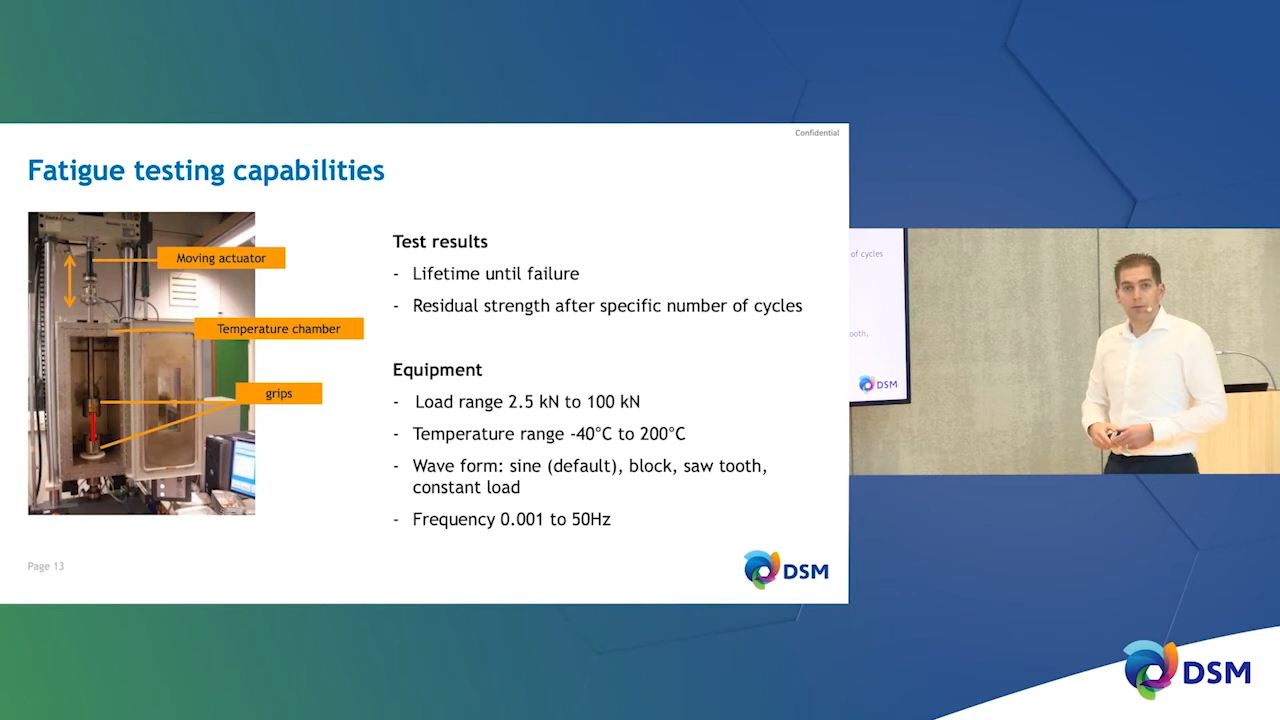 Confidential
Fatigue testing capabilities
Moving actuator
Temperature chamber
grips
Test results
- Lifetime until failure
- Residual strength after specific number of cycles
Equipment
- Load range 2.5 kN to 100 kN
- Temperature range -40°C to 200°C
- Wave form: sine (default), block, saw tooth,
constant load
- Frequency 0.001 to 50Hz
Page 13
DSM
of cycles
ooth,
DSM
DSM